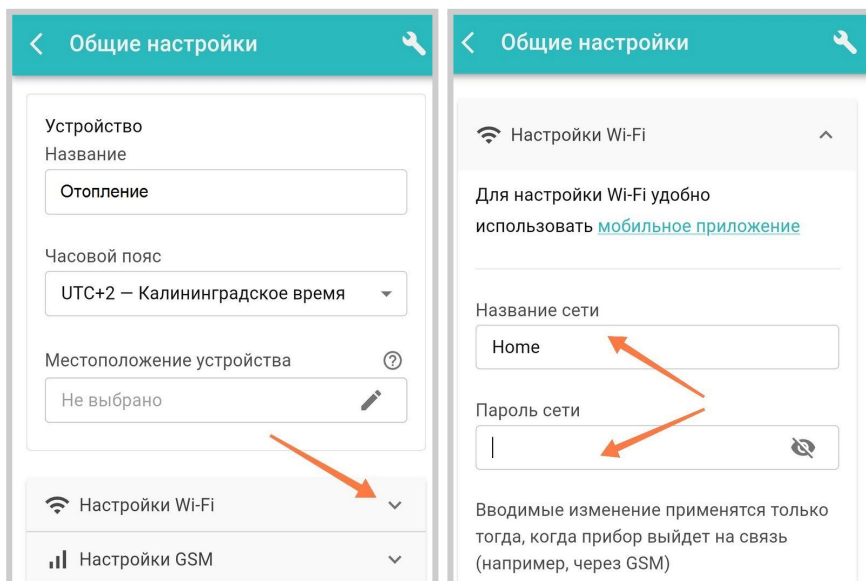 Общие настройки
Устройство
Название
Отопление
Часовой пояс
UTC+2 — Калининградское время
Местоположение устройства
Не выбрано
Настройки Wi-Fi
Настройки GSM
Общие настройки
Настройки Wi-Fi
Для настройки Wi-Fi удобно
использовать мобильное приложение
Название сети
Home
Пароль сети
Вводимые изменение применятся только
тогда, когда прибор выйдет на связь
(например, через GSM)